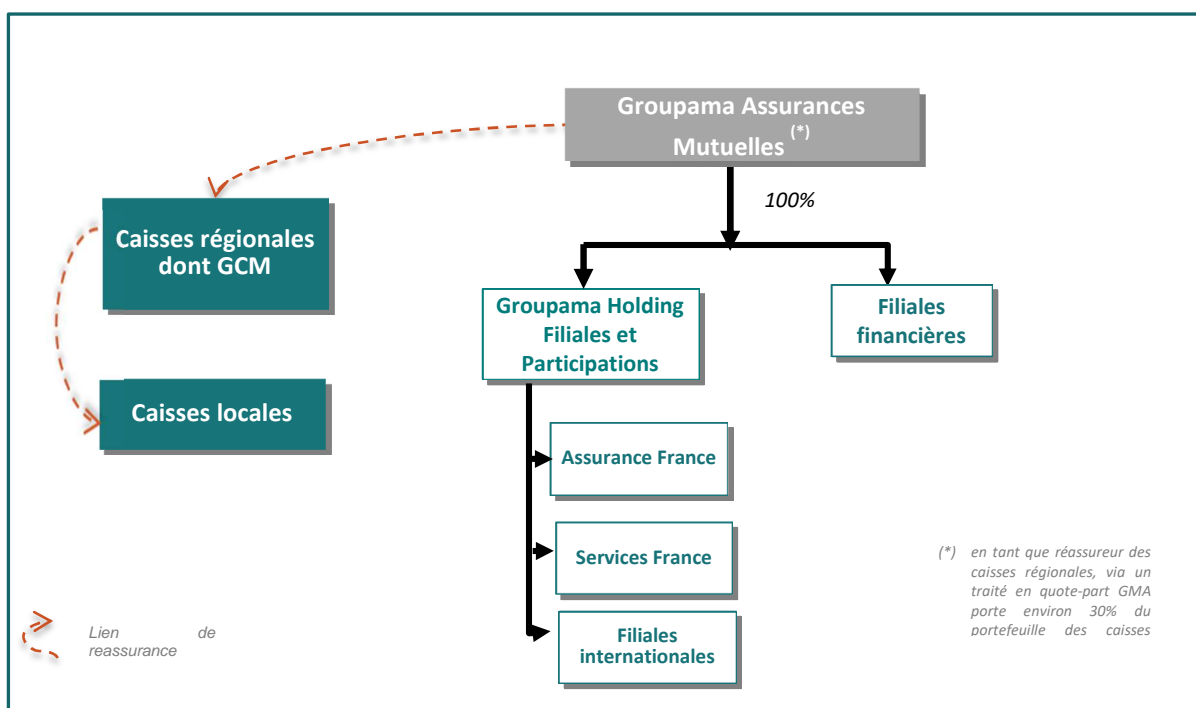 Groupama Assurances
Mutuelles (*)
100%
Caisses régionales
dont GCM
Groupama Holding
Filiales et
Participations
Filiales
financières
Caisses locales
Assurance France
Services France
Filiales
internationales
(*) en tant que réassureur des
caisses régionales, via un
traité en quote-part GMA
porte environ 30% du
portefeuille des caisses
Lien de
reassurance